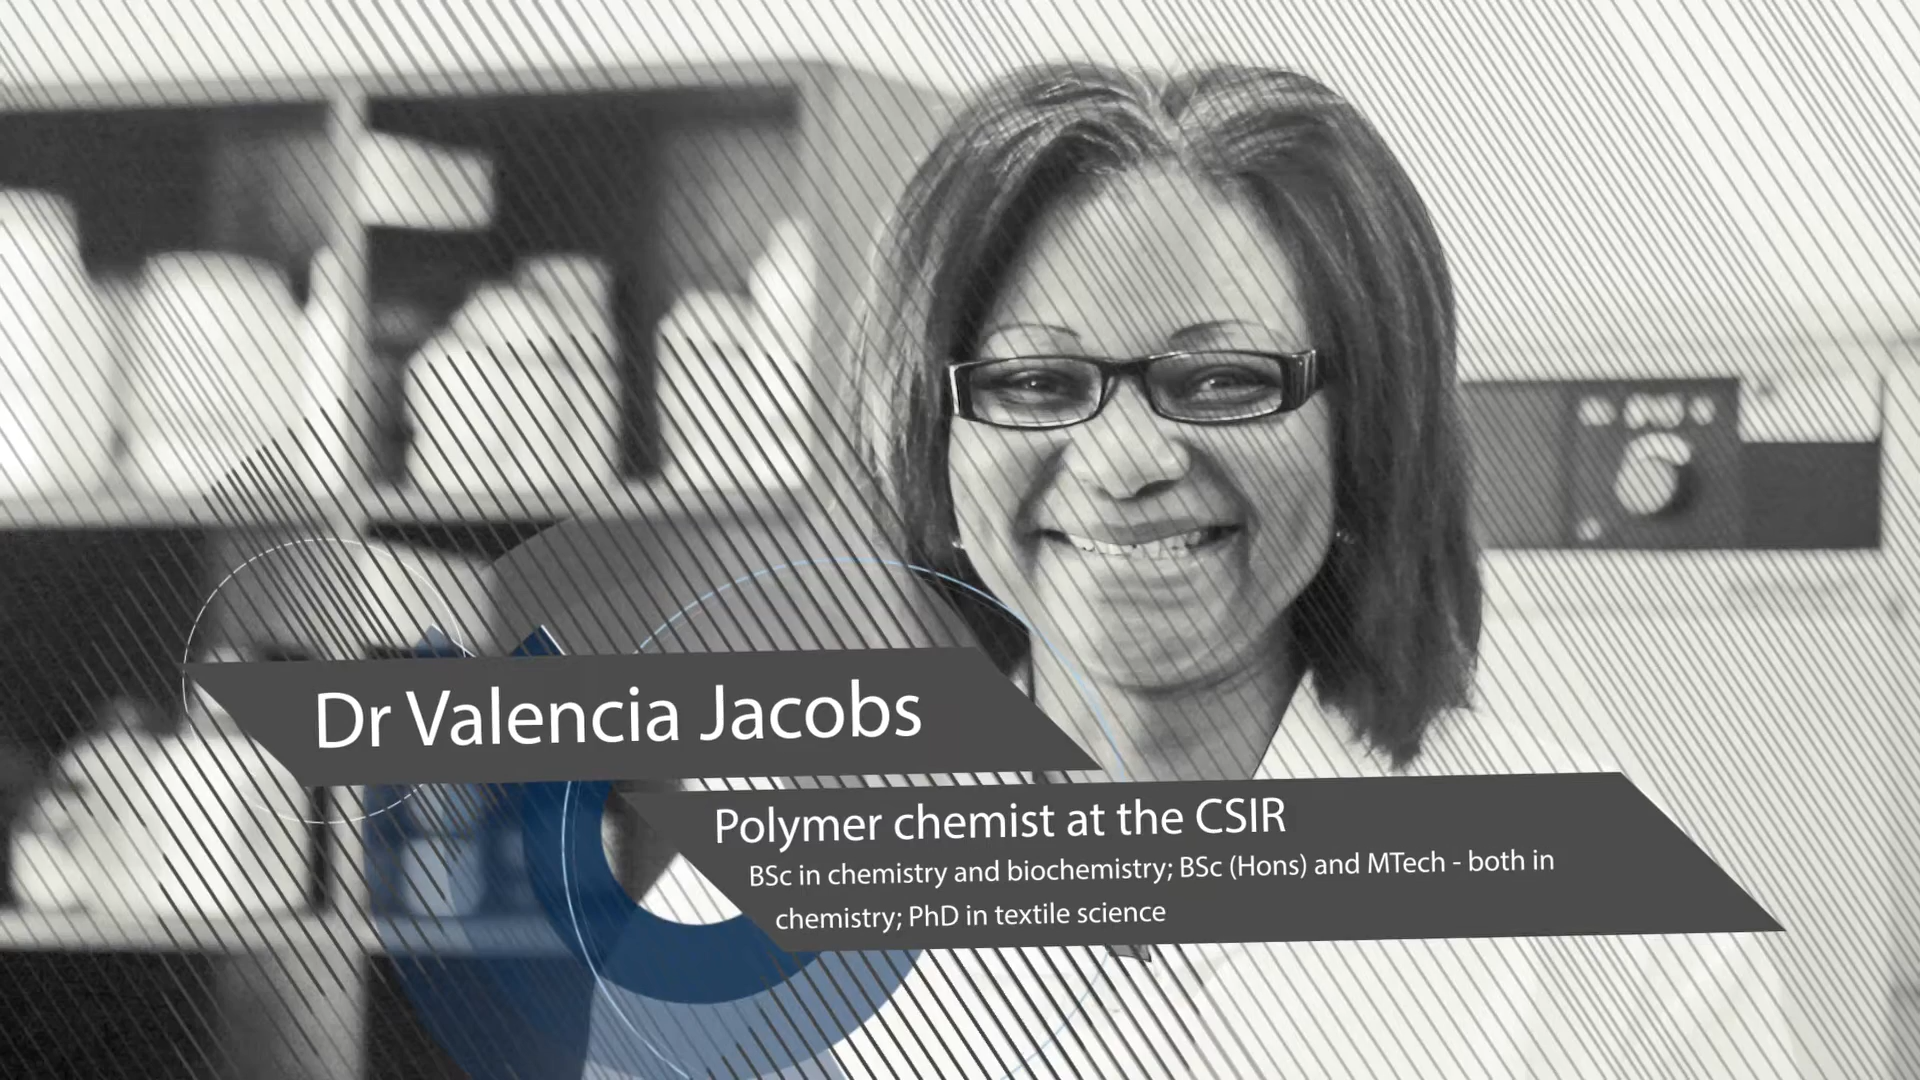 Dr Valencia Jacobs
Polymer chemist at the CSIR
BSc in chemistry and biochemistry; BSc (Hons) and MTech - both in
chemistry; PhD in textile science